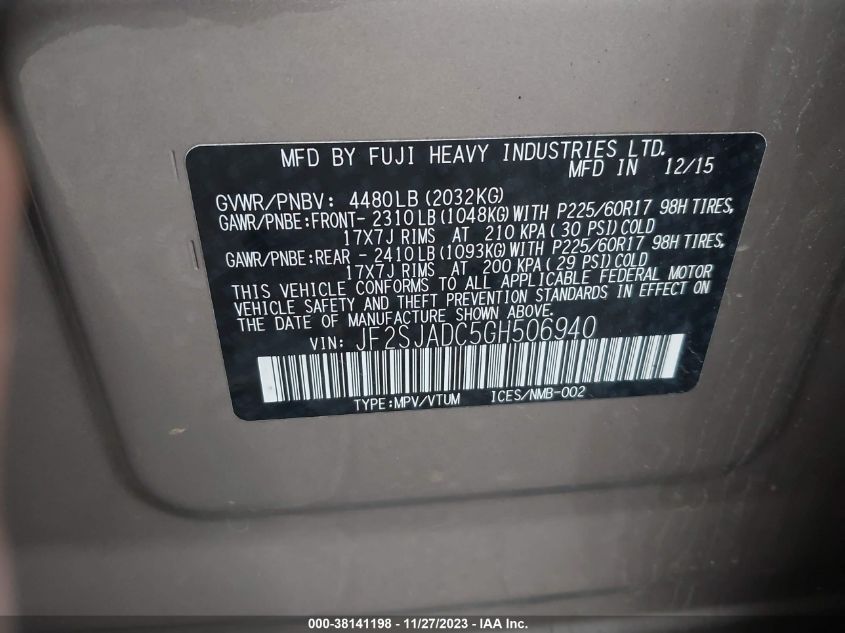 MFD BY FUJI HEAVY INDUSTRIES LTD.
MFD IN 12/15
GVWR/PNBV: 4480LB (2032KG)
GAWR/PNBE:FRONT- 2310LB (1048KG) WITH P225/60R17 98H TIRES,
17X7J RIMS AT 210 KPA ( 30 PSI) COLD
GAWR/PNBE:REAR - 2410LB (1093KG) WITH P225/60R17 98H TIRES,
17X7J RIMS AT 200 KPA ( 29 PSI) COLD
THIS VEHICLE CONFORMS TO ALL APPLICABLE FEDERAL MOTOR
VEHICLE SAFETY AND THEFT PREVENTION STANDARDS IN EFFECT ON
THE DATE OF MANUFACTURE SHOWN ABOVE.
VIN: JF2SJADC5GH506940
TYPE:MPV/VTUM ICES/NMB-002
000-38141198 - 11/27/2023 - IAA Inc.